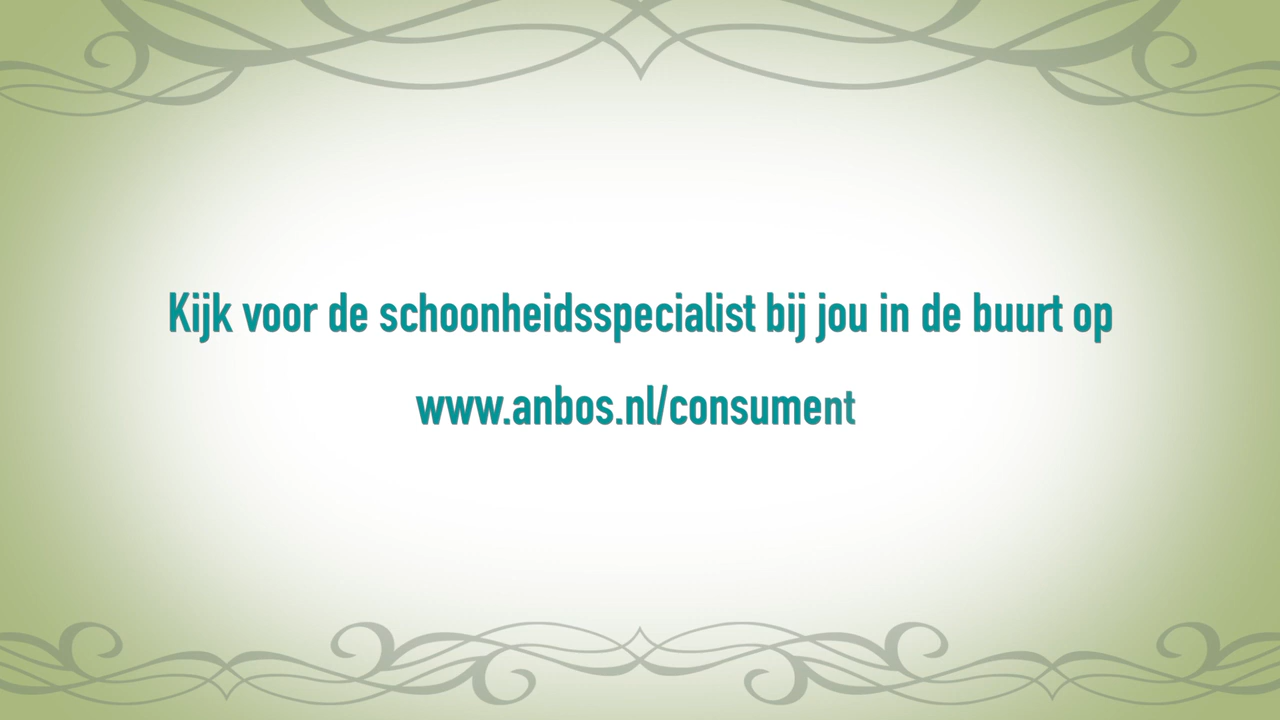 Kijk voor de schoonheidsspecialist bij jou in de buurt op
www.anbos.nl/consument